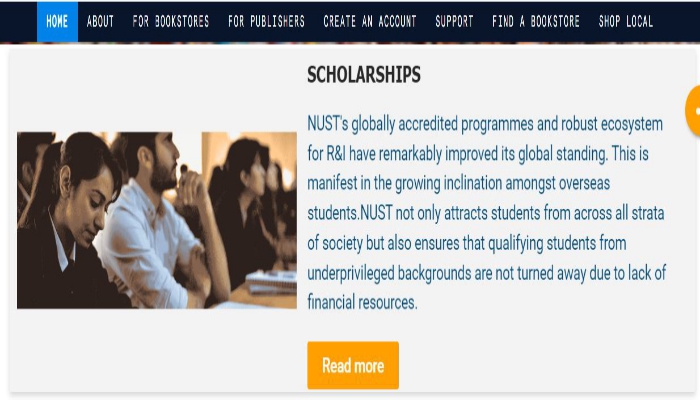 HOME ABOUT FOR BOOKSTORES FOR PUBLISHERS CREATE AN ACCOUNT SUPPORT FIND A BOOKSTORE SHOP LOCAL
SCHOLARSHIPS
NUST's globally accredited programmes and robust ecosystem
for R&I have remarkably improved its global standing. This is
manifest in the growing inclination amongst overseas
students.NUST not only attracts students from across all strata
of society but also ensures that qualifying students from
underprivileged backgrounds are not turned away due to lack of
financial resources.
Read more